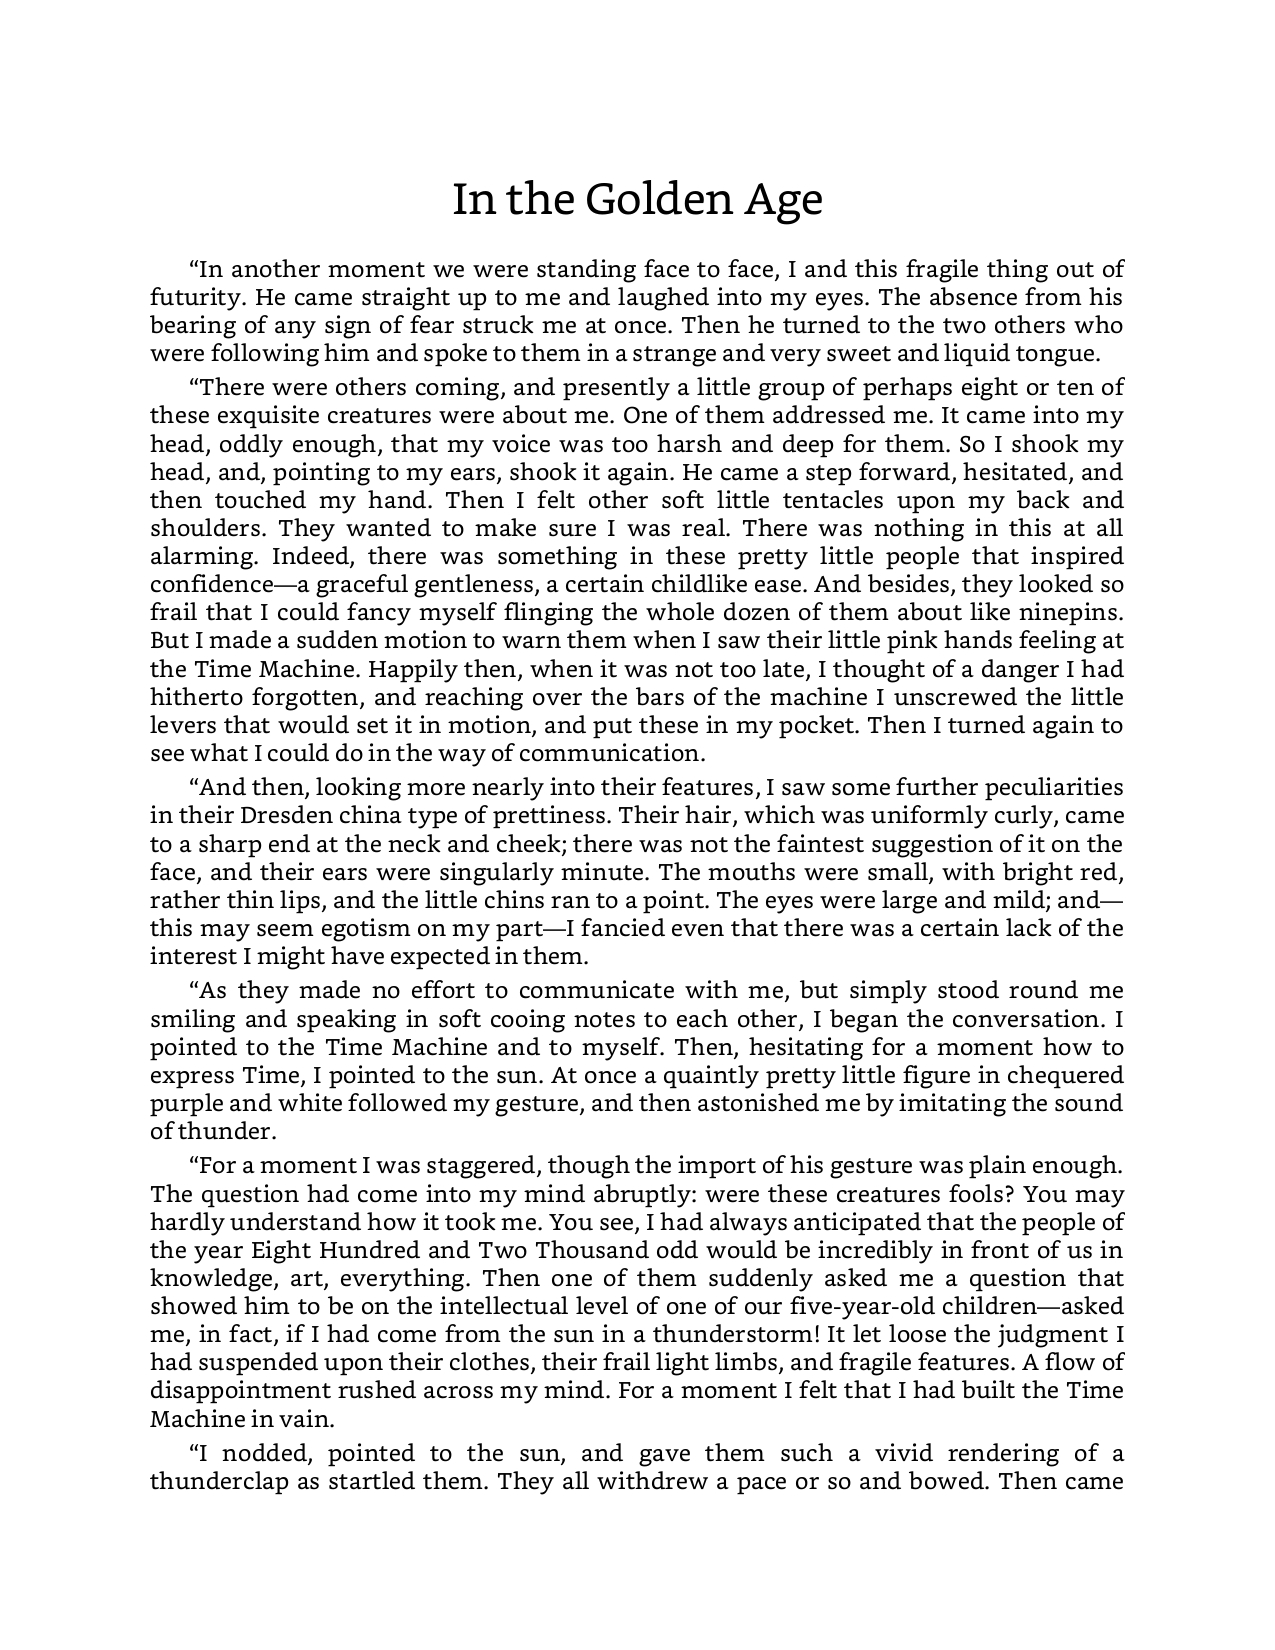 In the Golden Age
“In another moment we were standing face to face, I and this fragile thing out of
futurity. He came straight up to me and laughed into my eyes. The absence from his
bearing of any sign of fear struck me at once. Then he turned to the two others who
were following him and spoke to them in a strange and very sweet and liquid tongue.
“There were others coming, and presently a little group of perhaps eight or ten of
these exquisite creatures were about me. One of them addressed me. It came into my
head, oddly enough, that my voice was too harsh and deep for them. So I shook my
head, and, pointing to my ears, shook it again. He came a step forward, hesitated, and
then touched my hand. Then I felt other soft little tentacles upon my back and
shoulders. They wanted to make sure I was real. There was nothing in this at all
alarming. Indeed, there was something in these pretty little people that inspired
confidence—a graceful gentleness, a certain childlike ease. And besides, they looked so
frail that I could fancy myself flinging the whole dozen of them about like ninepins.
But I made a sudden motion to warn them when I saw their little pink hands feeling at
the Time Machine. Happily then, when it was not too late, I thought of a danger I had
hitherto forgotten, and reaching over the bars of the machine I unscrewed the little
levers that would set it in motion, and put these in my pocket. Then I turned again to
see what I could do in the way of communication.
“And then, looking more nearly into their features, I saw some further peculiarities
in their Dresden china type of prettiness. Their hair, which was uniformly curly, came
to a sharp end at the neck and cheek; there was not the faintest suggestion of it on the
face, and their ears were singularly minute. The mouths were small, with bright red,
rather thin lips, and the little chins ran to a point. The eyes were large and mild; and—
this may seem egotism on my part—I fancied even that there was a certain lack of the
interest I might have expected in them.
“As they made no effort to communicate with me, but simply stood round me
smiling and speaking in soft cooing notes to each other, I began the conversation. I
pointed to the Time Machine and to myself. Then, hesitating for a moment how to
express Time, I pointed to the sun. At once a quaintly pretty little figure in chequered
purple and white followed my gesture, and then astonished me by imitating the sound
of thunder.
“For a moment I was staggered, though the import of his gesture was plain enough.
The question had come into my mind abruptly: were these creatures fools? You may
hardly understand how it took me. You see, I had always anticipated that the people of
the year Eight Hundred and Two Thousand odd would be incredibly in front of us in
knowledge, art, everything. Then one of them suddenly asked me a question that
showed him to be on the intellectual level of one of our five-year-old children—asked
me, in fact, if I had come from the sun in a thunderstorm! It let loose the judgment I
had suspended upon their clothes, their frail light limbs, and fragile features. A flow of
disappointment rushed across my mind. For a moment I felt that I had built the Time
Machine in vain.
“I nodded, pointed to the sun, and gave them such a vivid rendering of a
thunderclap as startled them. They all withdrew a pace or so and bowed. Then came